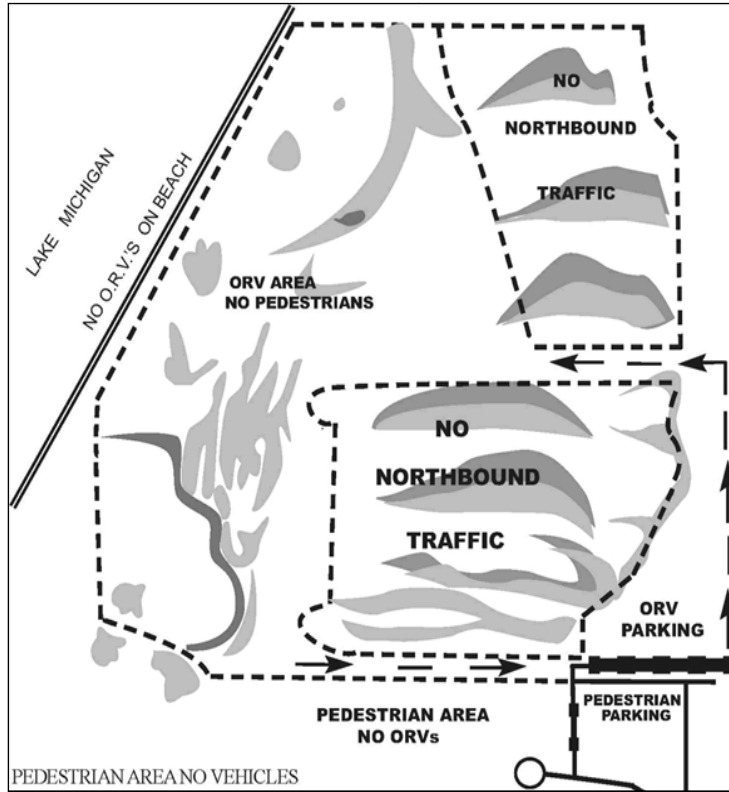 NO
NORTHBOUND
TRAFFIC
LAKE MICHIGAN
NO O.R.V.'S ON BEACH
ORV AREA
NO PEDESTRIANS
NO
NORTHBOUND
TRAFFIC
ORV
PARKING
PEDESTRIAN
PARKING
PEDESTRIAN AREA
NO ORVs
PEDESTRIAN AREA NO VEHICLES